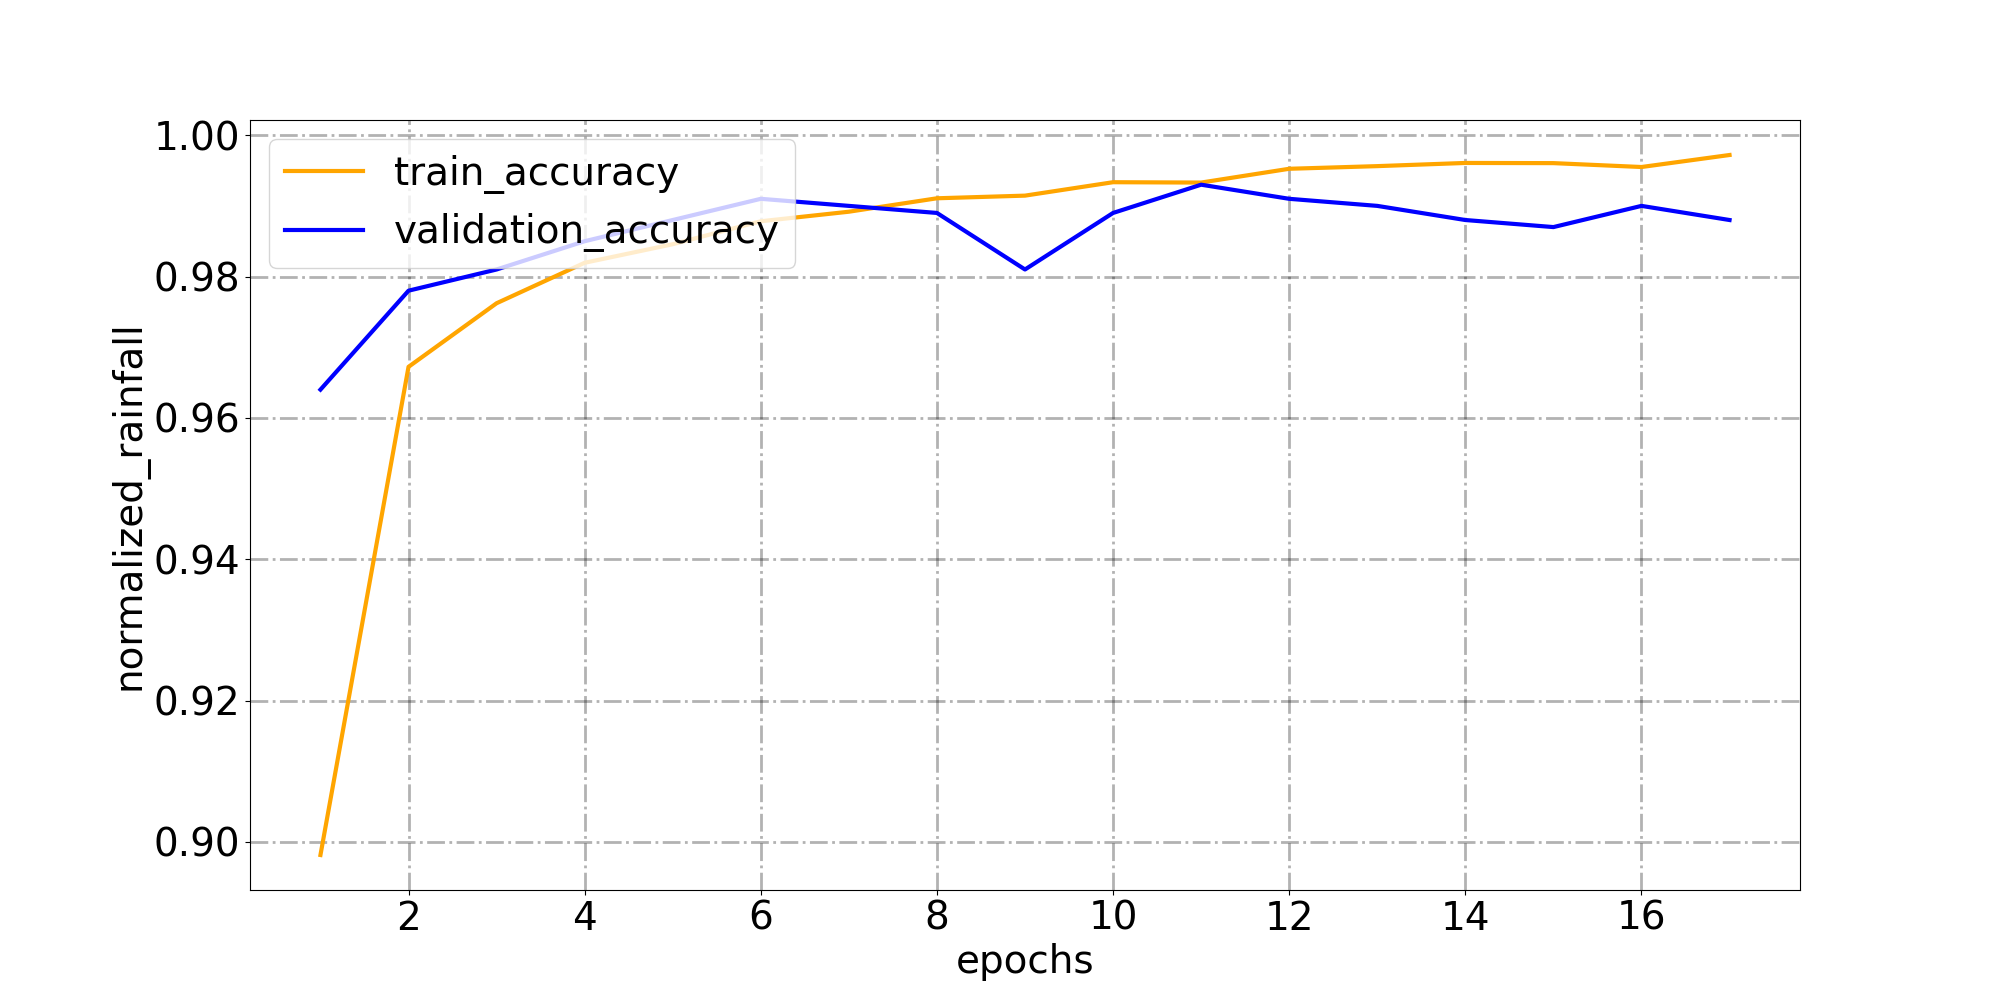 1.00
0.98
0.96
0.94
0.92
0.90
normalized_rainfall
train_accuracy
validation_accuracy
2 4 6 8 10 12 14 16
epochs